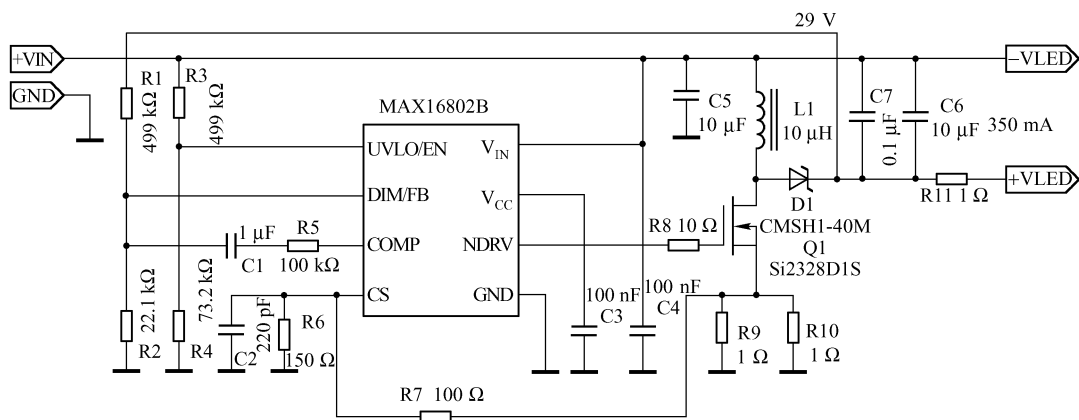 29 V
+VIN
−VLED
GND
R1
R3
499 kΩ
499 kΩ
MAX16802B
C5
10 μF
L1
10 μH
C7
0.1 μF
C6
10 μF
350 mA
UVLO/EN
VIN
DIM/FB
VCC
+VLED
R11 1 Ω
D1
CMSH1-40M
R8 10 Ω
Q1
Si2328D1S
1 μF
R5
COMP
NDRV
C1
100 kΩ
22.1 kΩ
73.2 kΩ
CS
GND
100 nF
100 nF
220 pF
R6
C3
C4
R9
R10
R2
R4
C2
150 Ω
1 Ω
1 Ω
R7 100 Ω